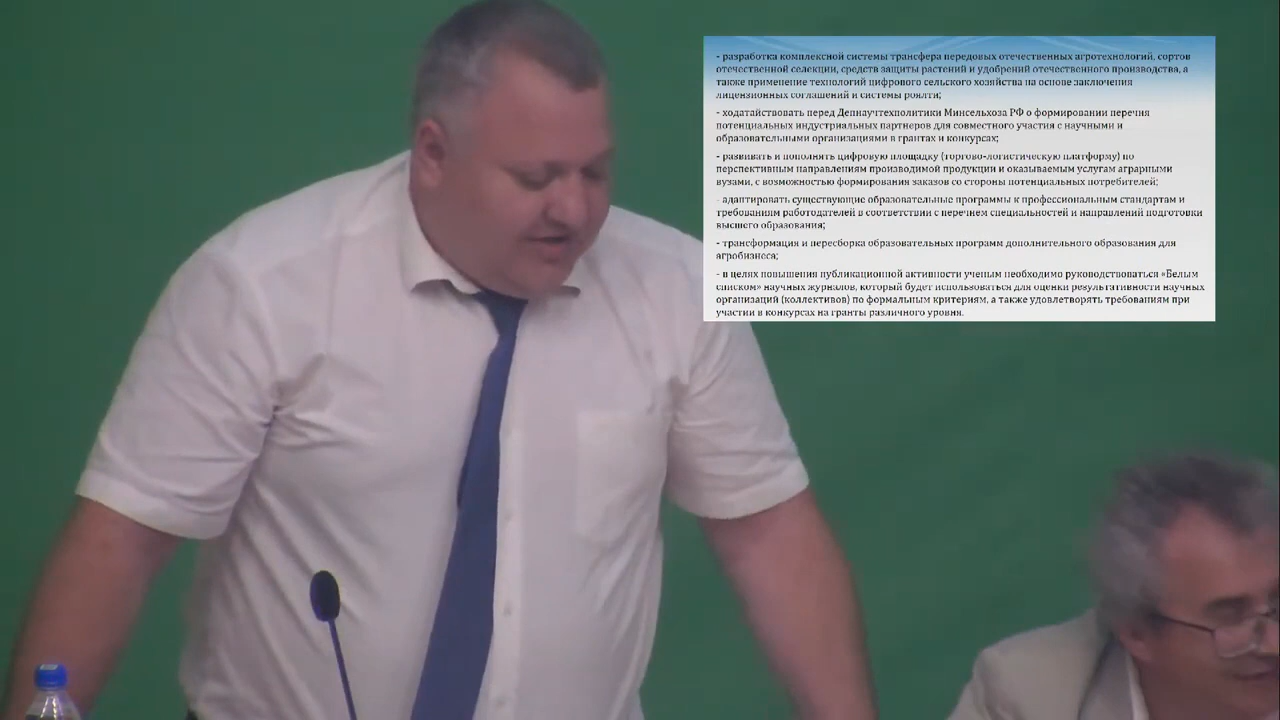 - разработка комплексной системы трансфера передовых отечественных агротехнологий, сортов
отечественной селекции, средств защиты растений и удобрений отечественного производства, а
также применение технологий цифрового сельского хозяйства на основе заключения
лицензионных соглашений и системы роялти;
- ходатайствовать перед Депнаучтехполитики Минсельхоза РФ о формировании перечня
потенциальных индустриальных партнеров для совместного участия с научными и
образовательными организациями в грантах и конкурсах;
- развивать и пополнять цифровую площадку (торгово-логистическую платформу) по
перспективным направлениям производимой продукции и оказываемым услугам аграрными
вузами, с возможностью формирования заказов со стороны потенциальных потребителей;
- адаптировать существующие образовательные программы к профессиональным стандартам и
требованиям работодателей в соответствии с перечнем специальностей и направлений подготовки
высшего образования;
- трансформация и пересборка образовательных программ дополнительного образования для
агробизнеса;
- в целях повышения публикационной активности ученым необходимо руководствоваться «Белым
списком» научных журналов, который будет использоваться для оценки результативности научных
организаций (коллективов) по формальным критериям, а также удовлетворять требованиям при
участии в конкурсах на гранты различного уровня.